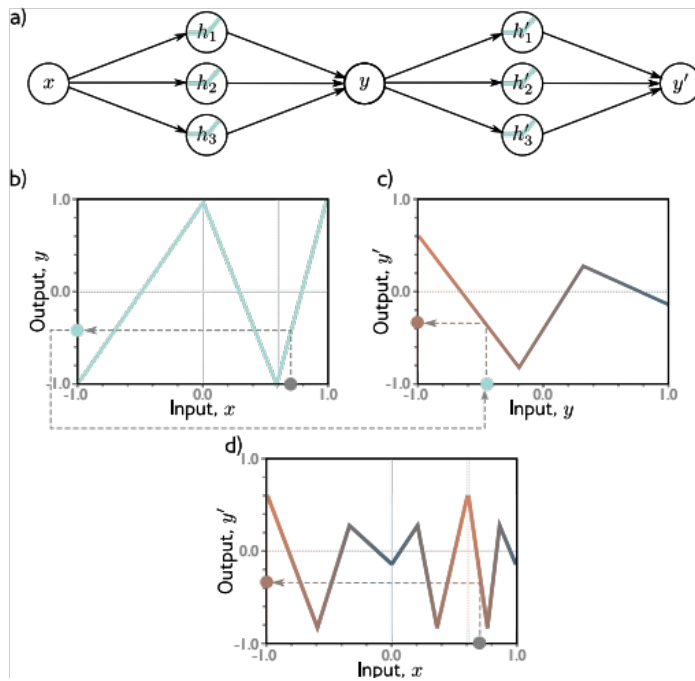 a)
h₁ h′₁
x h₂ y h′₂ y′
h₃ h′₃
b) c)
1.0 1.0
Output, y Output, y′
0.0 0.0
-1.0 -1.0
-1.0 0.0 1.0 -1.0 0.0 1.0
Input, x Input, y
d)
1.0
Output, y′
0.0
-1.0
-1.0 0.0 1.0
Input, x